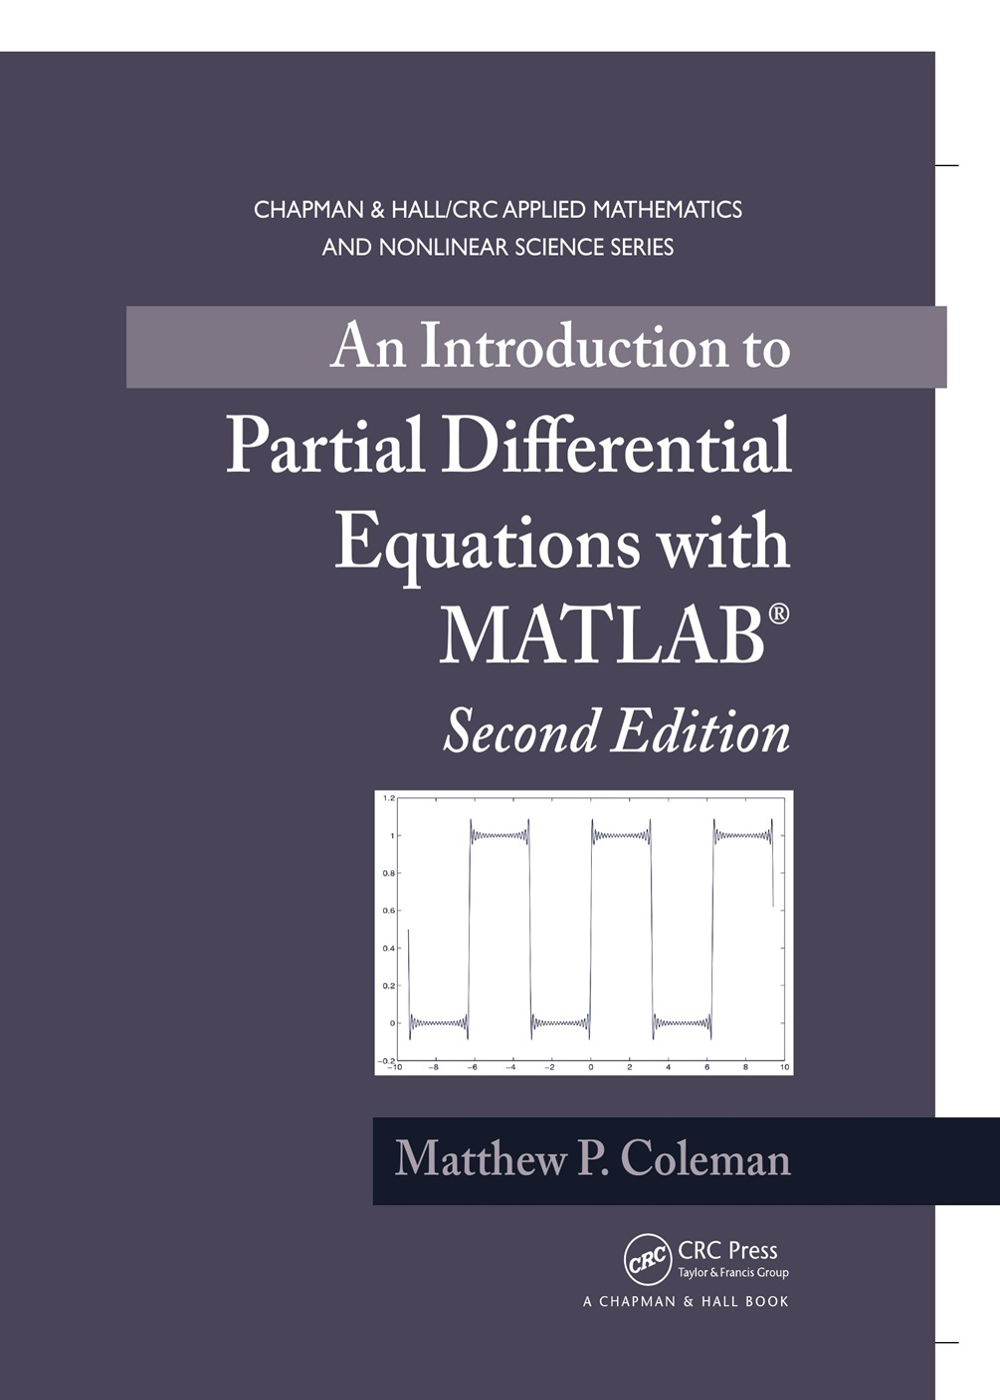 CHAPMAN & HALL/CRC APPLIED MATHEMATICS
AND NONLINEAR SCIENCE SERIES
An Introduction to
Partial Differential
Equations with
MATLAB®
Second Edition
1.2
1
0.8
0.6
0.4
0.2
0
−0.2
−10 −8 −6 −4 −2 0 2 4 6 8 10
Matthew P. Coleman
CRC CRC Press
Taylor & Francis Group
A CHAPMAN & HALL BOOK